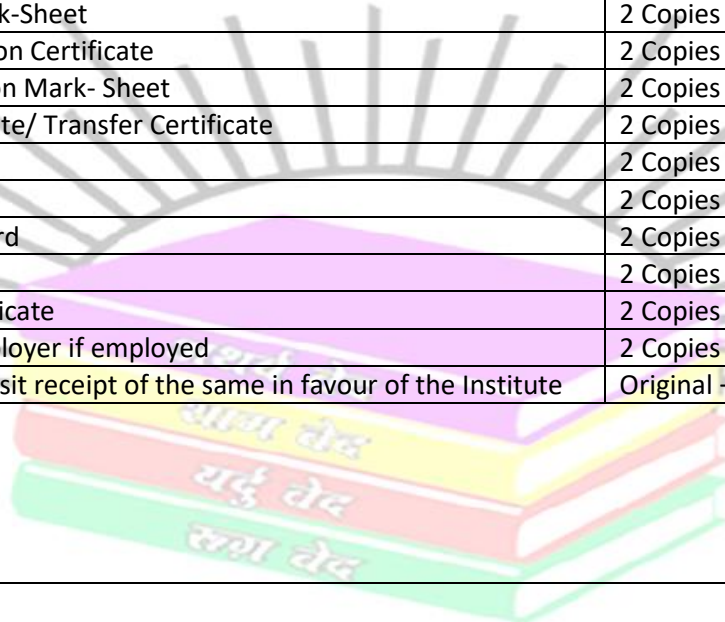 k-Sheet 2 Copies
on Certificate 2 Copies
on Mark- Sheet 2 Copies
te/ Transfer Certificate 2 Copies
2 Copies
2 Copies
rd 2 Copies
2 Copies
icate 2 Copies
loyer if employed 2 Copies
sit receipt of the same in favour of the Institute Original -
वेद
वेद
यर्जु वेद
वेद